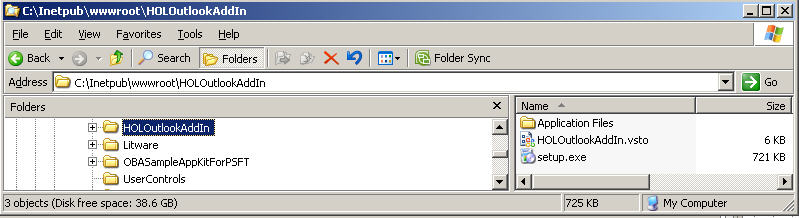 C:\Inetpub\wwwroot\HOLOutlookAddIn
File Edit View Favorites Tools Help
Back Search Folders Folder Sync
Address C:\Inetpub\wwwroot\HOLOutlookAddIn Go
Folders
HOLOutlookAddIn
Litware
OBASampleAppKitForPSFT
UserControls
Name Size
Application Files
HOLOutlookAddIn.vsto 6 KB
setup.exe 721 KB
3 objects (Disk free space: 38.6 GB) 725 KB My Computer